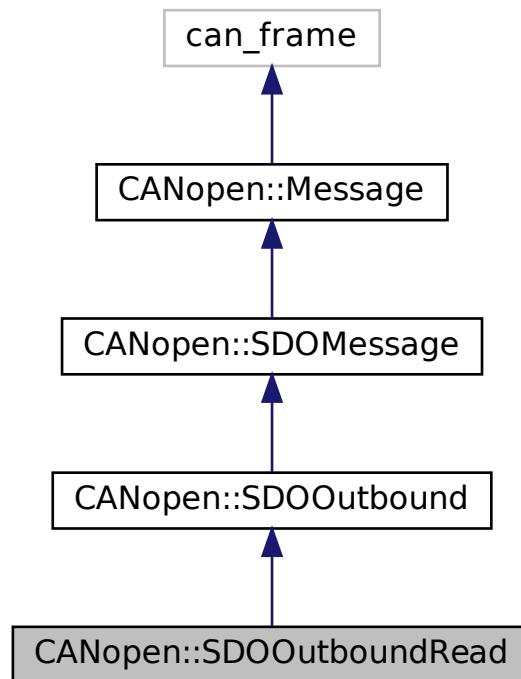 can_frame
CANopen::Message
CANopen::SDOMessage
CANopen::SDOOutbound
CANopen::SDOOutboundRead